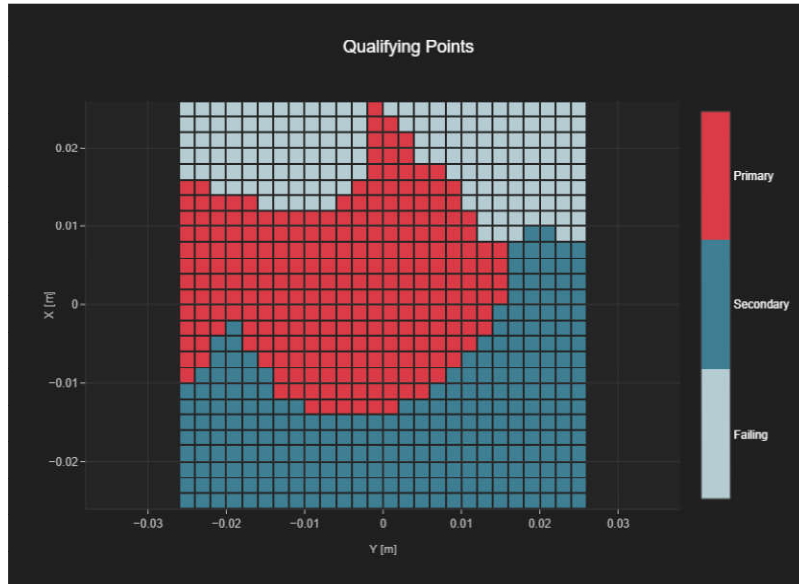 Qualifying Points
0.02
0.01
0
−0.01
−0.02
X [m]
−0.03
−0.02
−0.01
0
0.01
0.02
0.03
Y [m]
Primary
Secondary
Failing